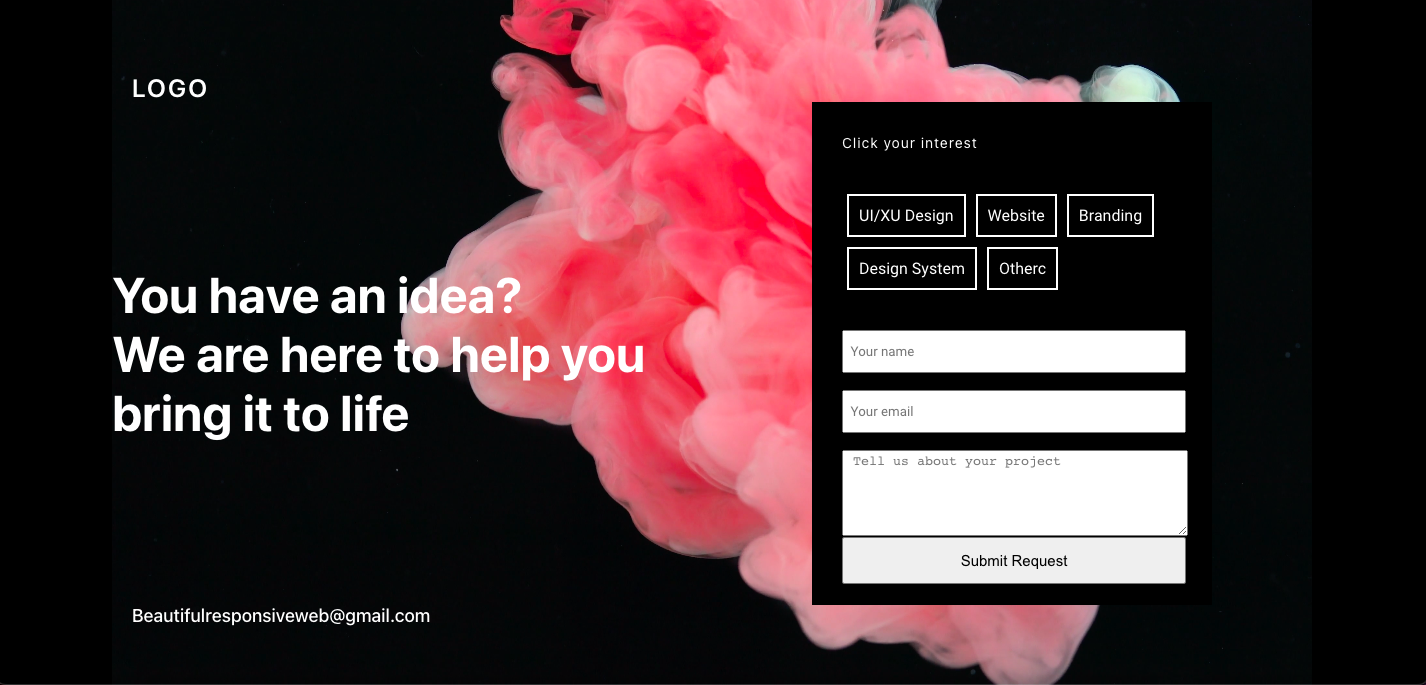 LOGO
You have an idea?
We are here to help you
bring it to life
Beautifulresponsiveweb@gmail.com
Click your interest
UI/XU Design Website Branding
Design System Otherc
Your name
Your email
Tell us about your project
Submit Request